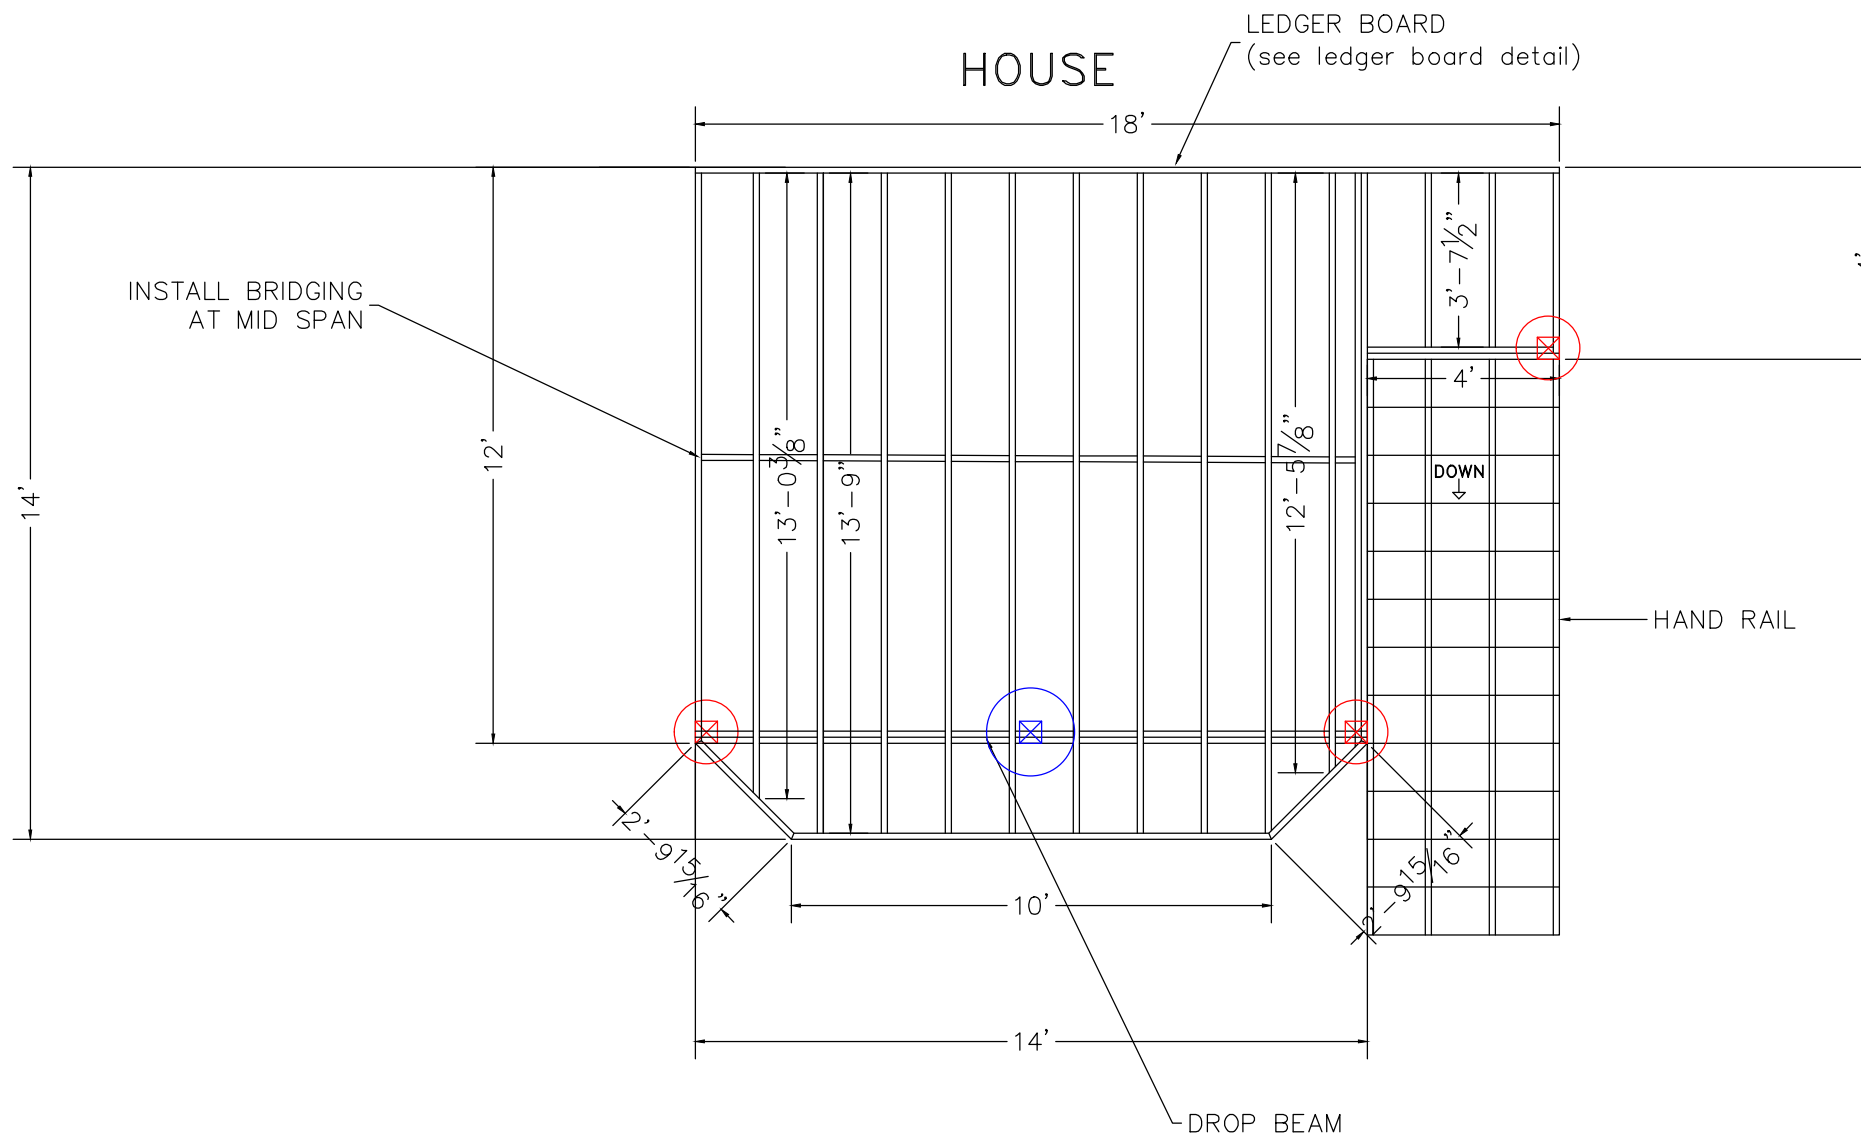 LEDGER BOARD
(see ledger board detail)
HOUSE
18'
INSTALL BRIDGING
AT MID SPAN
3'-7½"
4'
12'
14'
13'-0⅜"
13'-9"
12'-5⅞"
DOWN
HAND RAIL
2'-9 15/16"
2'-9 15/16"
10'
14'
DROP BEAM